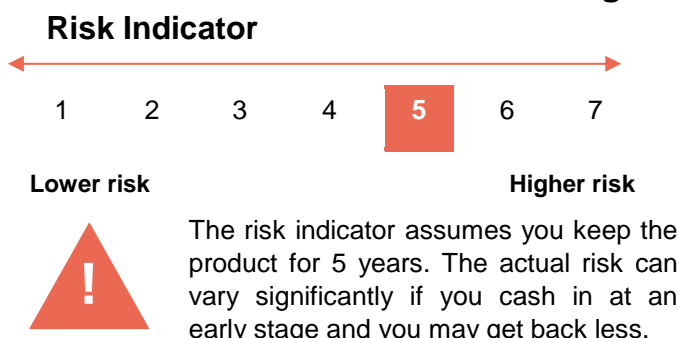 Risk Indicator
1 2 3 4 5 6 7
Lower risk Higher risk
!
The risk indicator assumes you keep the
product for 5 years. The actual risk can
vary significantly if you cash in at an
early stage and you may get back less.